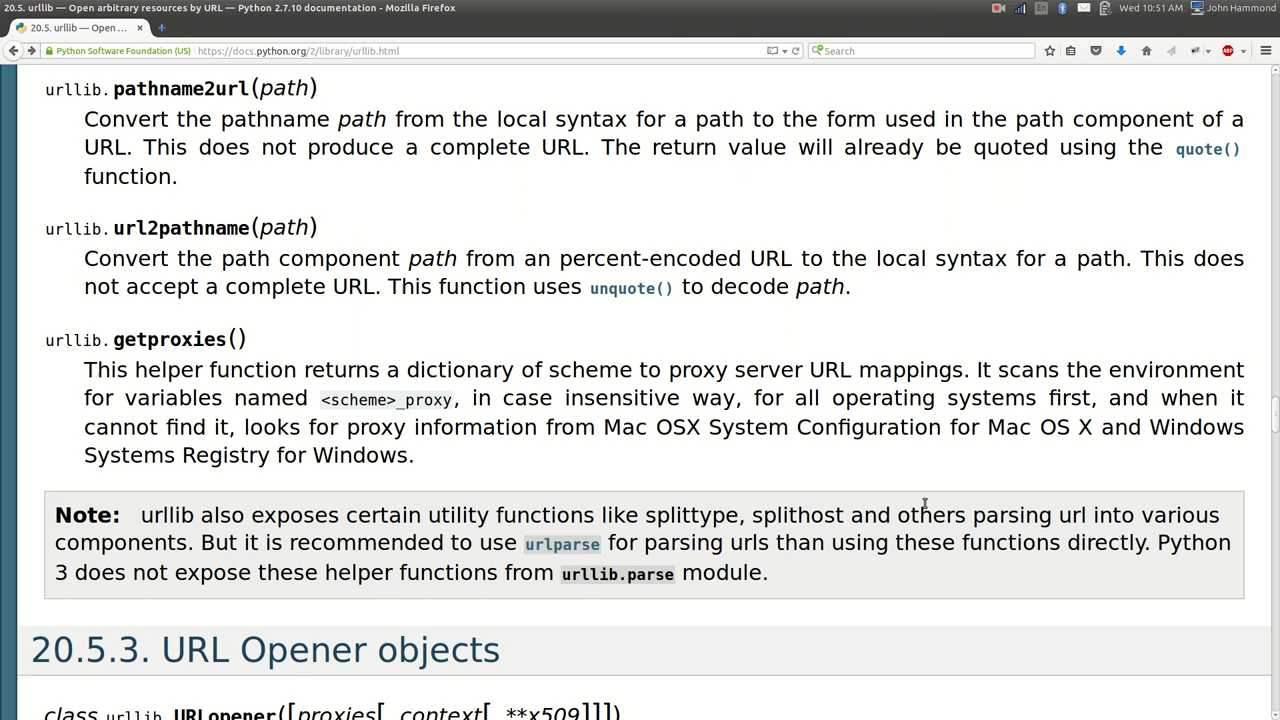 20.5. urllib — Open arbitrary resources by URL — Python 2.7.10 documentation - Mozilla Firefox
En
Wed 10:51 AM
John Hammond
20.5. urllib — Open ...
Python Software Foundation (US)
https://docs.python.org/2/library/urllib.html
Search
ABP
urllib.pathname2url(path)
Convert the pathname path from the local syntax for a path to the form used in the path component of a
URL. This does not produce a complete URL. The return value will already be quoted using the quote()
function.
urllib.url2pathname(path)
Convert the path component path from an percent-encoded URL to the local syntax for a path. This does
not accept a complete URL. This function uses unquote() to decode path.
urllib.getproxies()
This helper function returns a dictionary of scheme to proxy server URL mappings. It scans the environment
for variables named <scheme>_proxy, in case insensitive way, for all operating systems first, and when it
cannot find it, looks for proxy information from Mac OSX System Configuration for Mac OS X and Windows
Systems Registry for Windows.
Note: urllib also exposes certain utility functions like splittype, splithost and others parsing url into various
components. But it is recommended to use urlparse for parsing urls than using these functions directly. Python
3 does not expose these helper functions from urllib.parse module.
20.5.3. URL Opener objects
class urllib.URLopener([proxies[, context[, **x509]]])